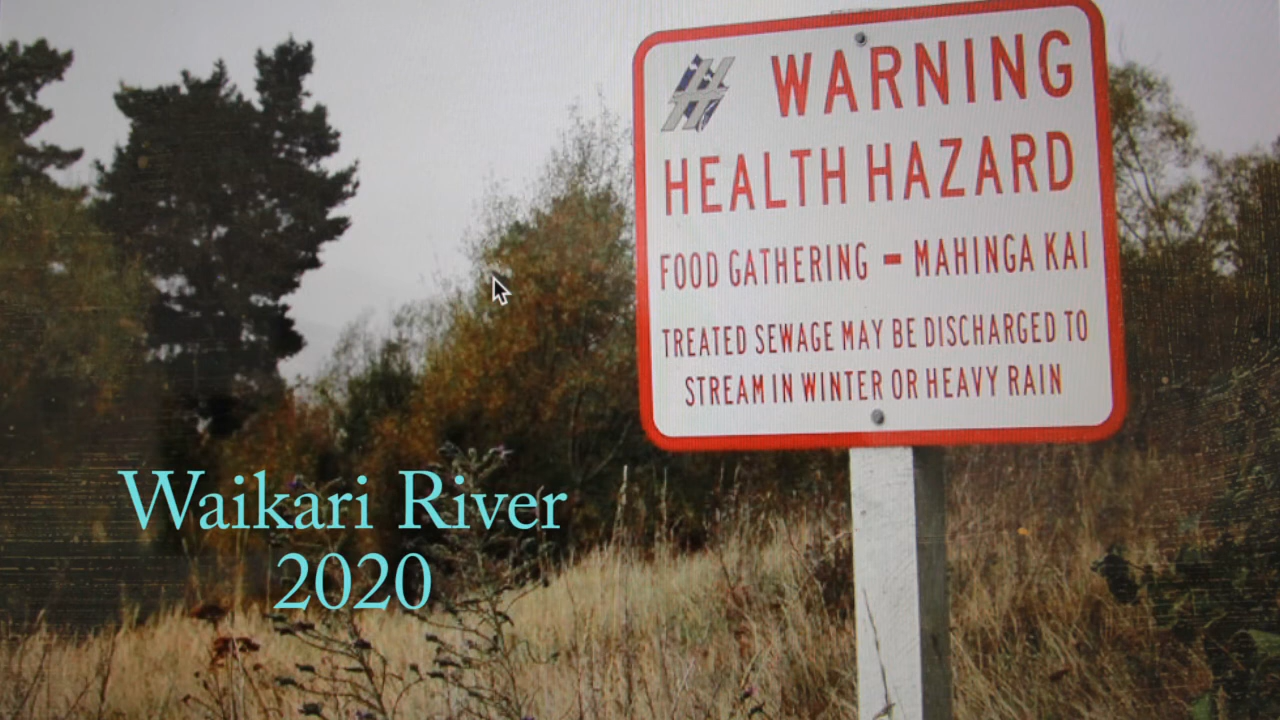 WARNING
HEALTH HAZARD
FOOD GATHERING - MAHINGA KAI
TREATED SEWAGE MAY BE DISCHARGED TO
STREAM IN WINTER OR HEAVY RAIN
Waikari River
2020